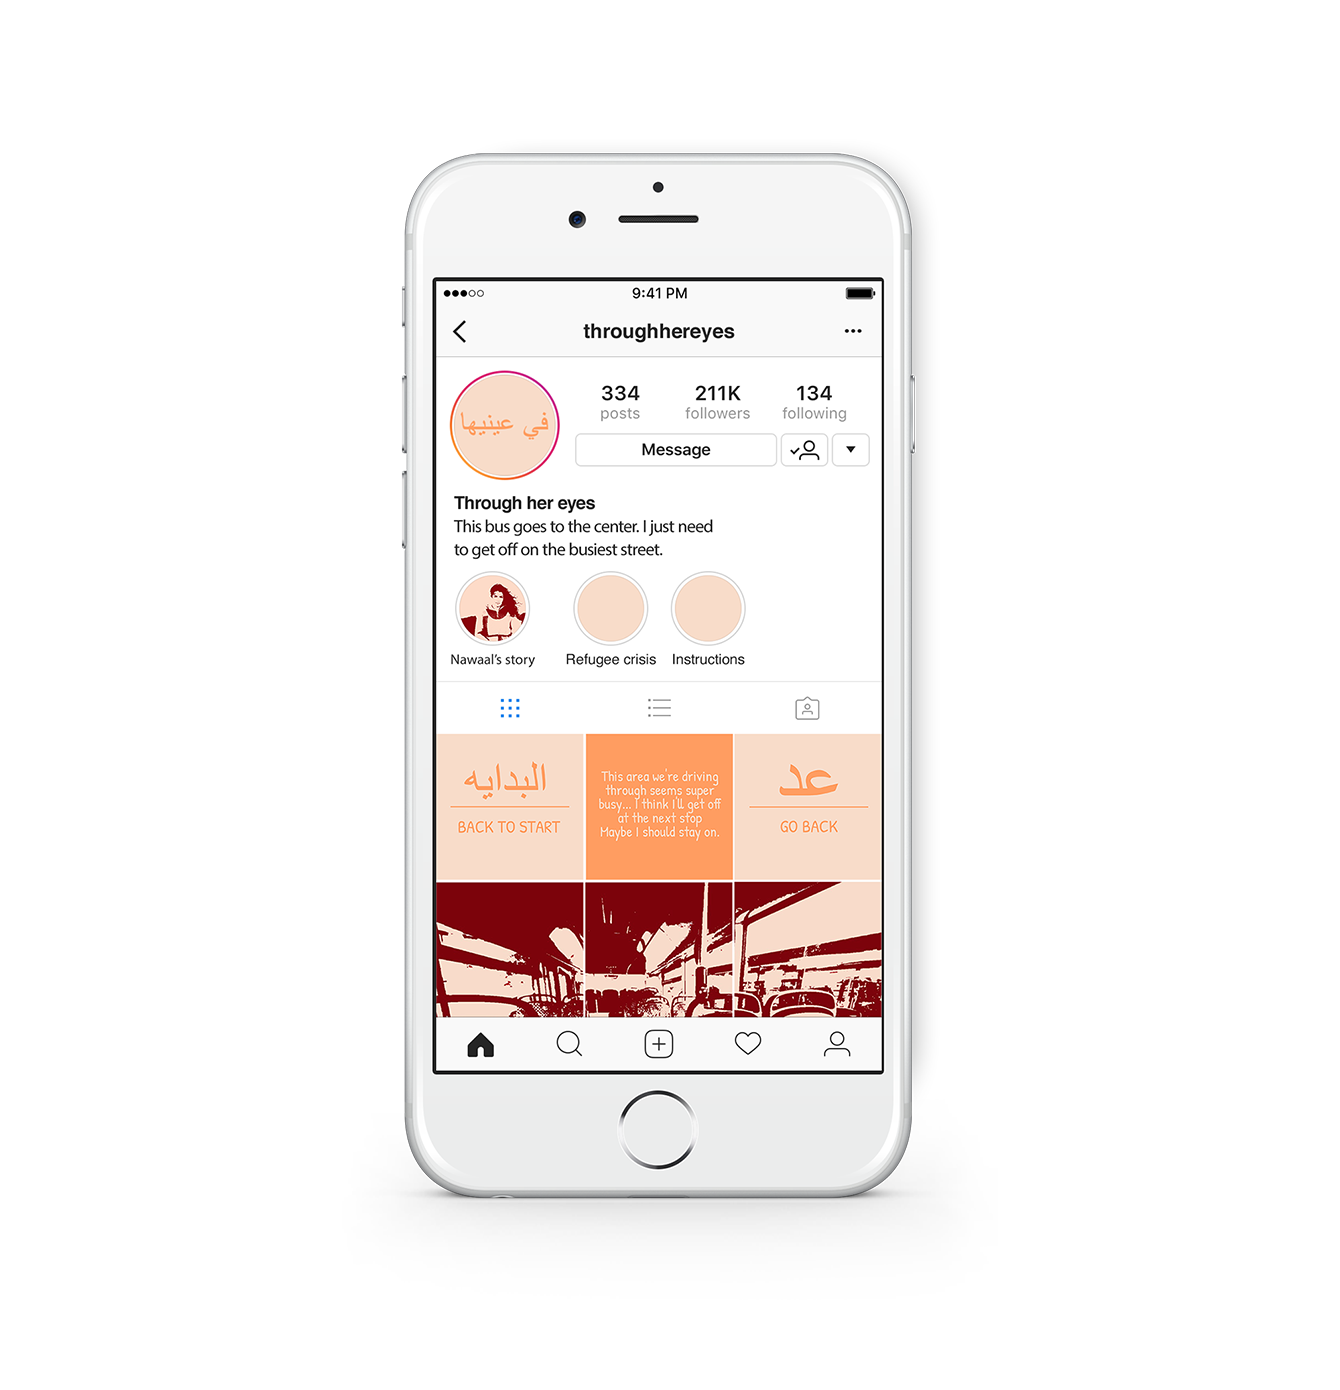 9:41 PM
throughhereyes
في عينيها
334
posts
211K
followers
134
following
Message
Through her eyes
This bus goes to the center. I just need
to get off on the busiest street.
Nawaal's story
Refugee crisis
Instructions
البدايه
BACK TO START
This area we're driving
through seems super
busy... I think I'll get off
at the next stop
Maybe I should stay on.
عد
GO BACK